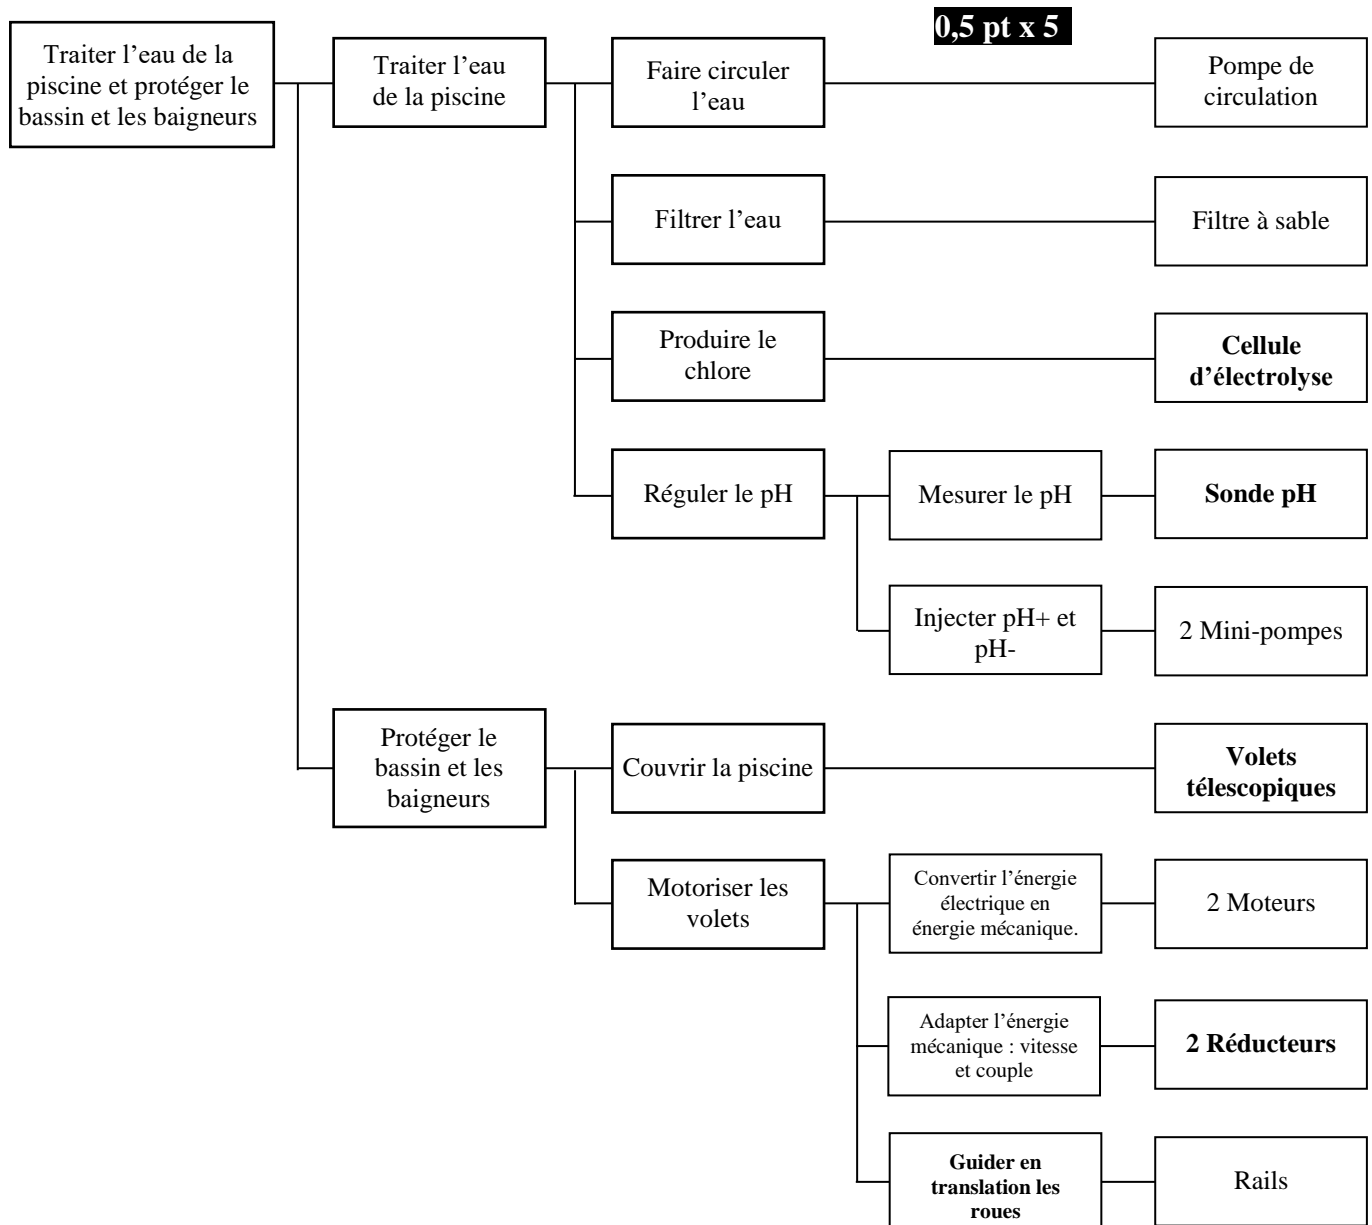 0,5 pt x 5
Traiter l’eau de la
piscine et protéger le
bassin et les baigneurs
Traiter l’eau
de la piscine
Faire circuler
l’eau
Pompe de
circulation
Filtrer l’eau
Filtre à sable
Produire le
chlore
Cellule
d’électrolyse
Réguler le pH
Mesurer le pH
Sonde pH
Injecter pH+ et
pH-
2 Mini-pompes
Protéger le
bassin et les
baigneurs
Couvrir la piscine
Volets
télescopiques
Motoriser les
volets
Convertir l’énergie
électrique en
énergie mécanique.
2 Moteurs
Adapter l’énergie
mécanique : vitesse
et couple
2 Réducteurs
Guider en
translation les
roues
Rails